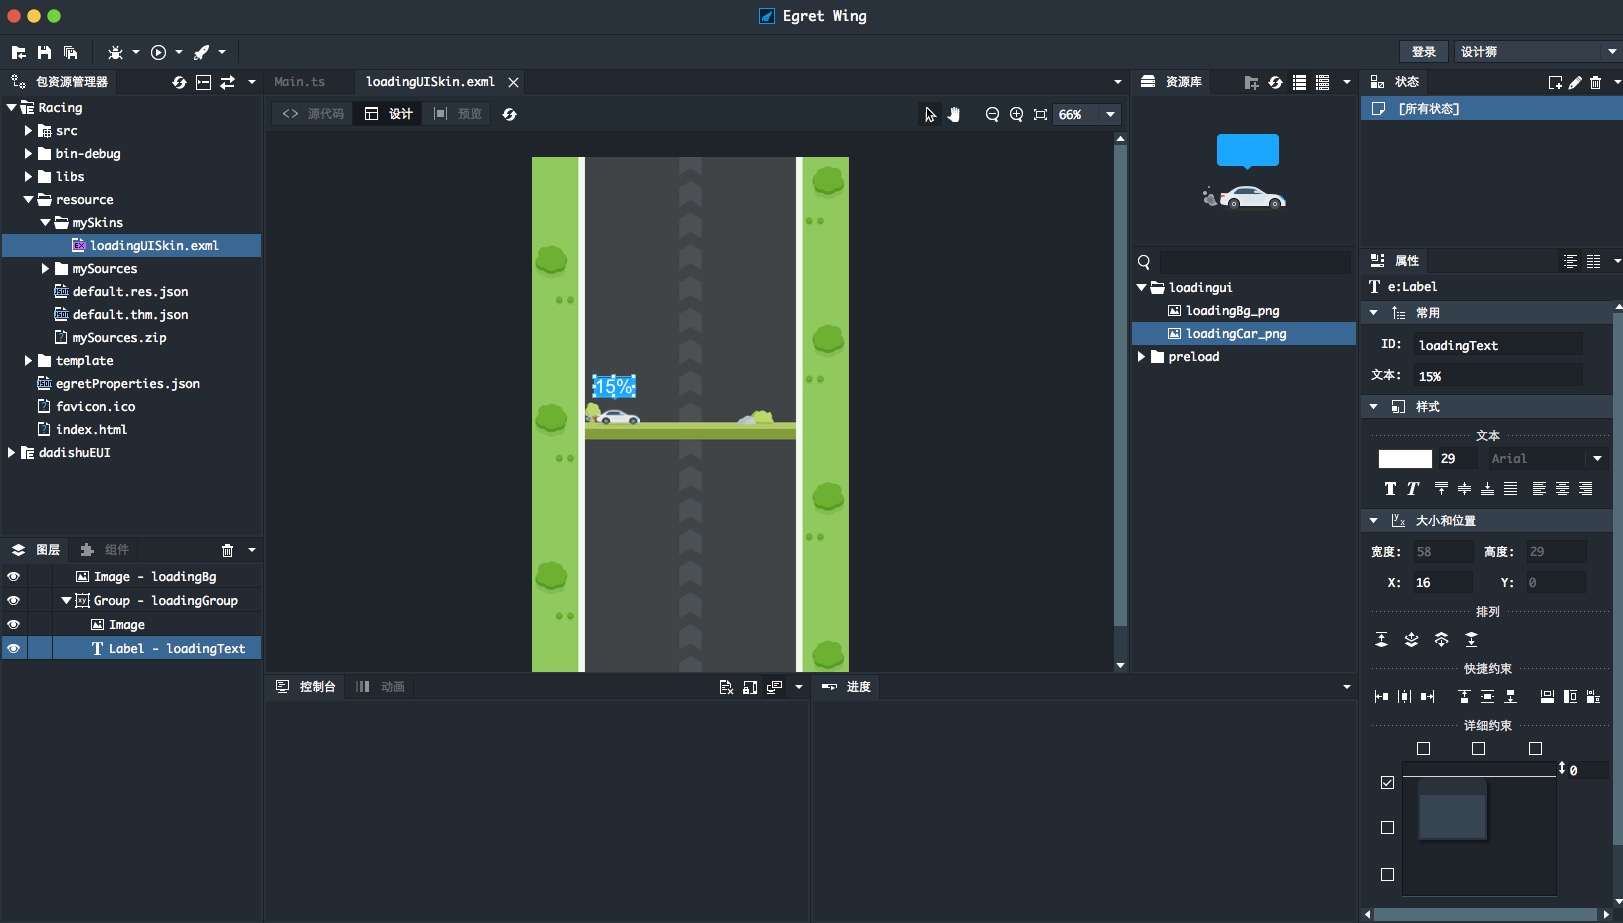 Egret Wing
登录
设计狮
包资源管理器
Main.ts
loadingUISkin.exml
资源库
状态
Racing
src
bin-debug
libs
resource
mySkins
loadingUISkin.exml
mySources
default.res.json
default.thm.json
mySources.zip
template
egretProperties.json
favicon.ico
index.html
dadishuEUI
<> 源代码
设计
预览
66%
15%
loadingui
loadingBg_png
loadingCar_png
preload
[所有状态]
属性
e:Label
常用
ID: loadingText
文本: 15%
样式
文本
29
Arial
大小和位置
宽度: 58 高度: 29
X: 16 Y: 0
排列
快捷约束
详细约束
0
图层
组件
Image - loadingBg
Group - loadingGroup
Image
Label - loadingText
控制台
动画
进度